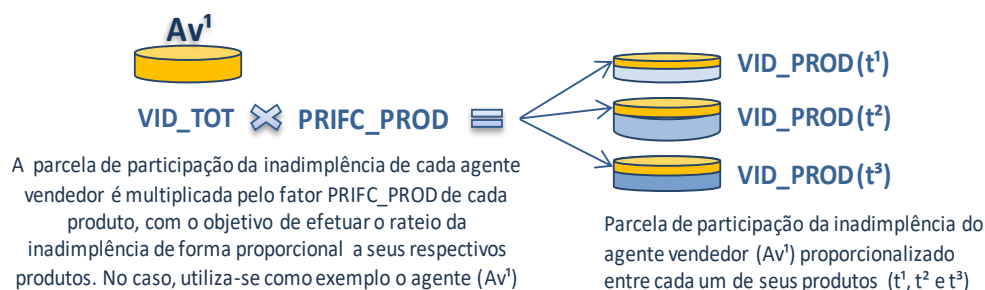 Av¹
VID_TOT ✖ PRIFC_PROD =
A parcela de participação da inadimplência de cada agente
vendedor é multiplicada pelo fator PRIFC_PROD de cada
produto, com o objetivo de efetuar o rateio da
inadimplência de forma proporcional a seus respectivos
produtos. No caso, utiliza-se como exemplo o agente (Av¹)
VID_PROD(t¹)
VID_PROD(t²)
VID_PROD(t³)
Parcela de participação da inadimplência do
agente vendedor (Av¹) proporcionalizado
entre cada um de seus produtos (t¹, t² e t³)